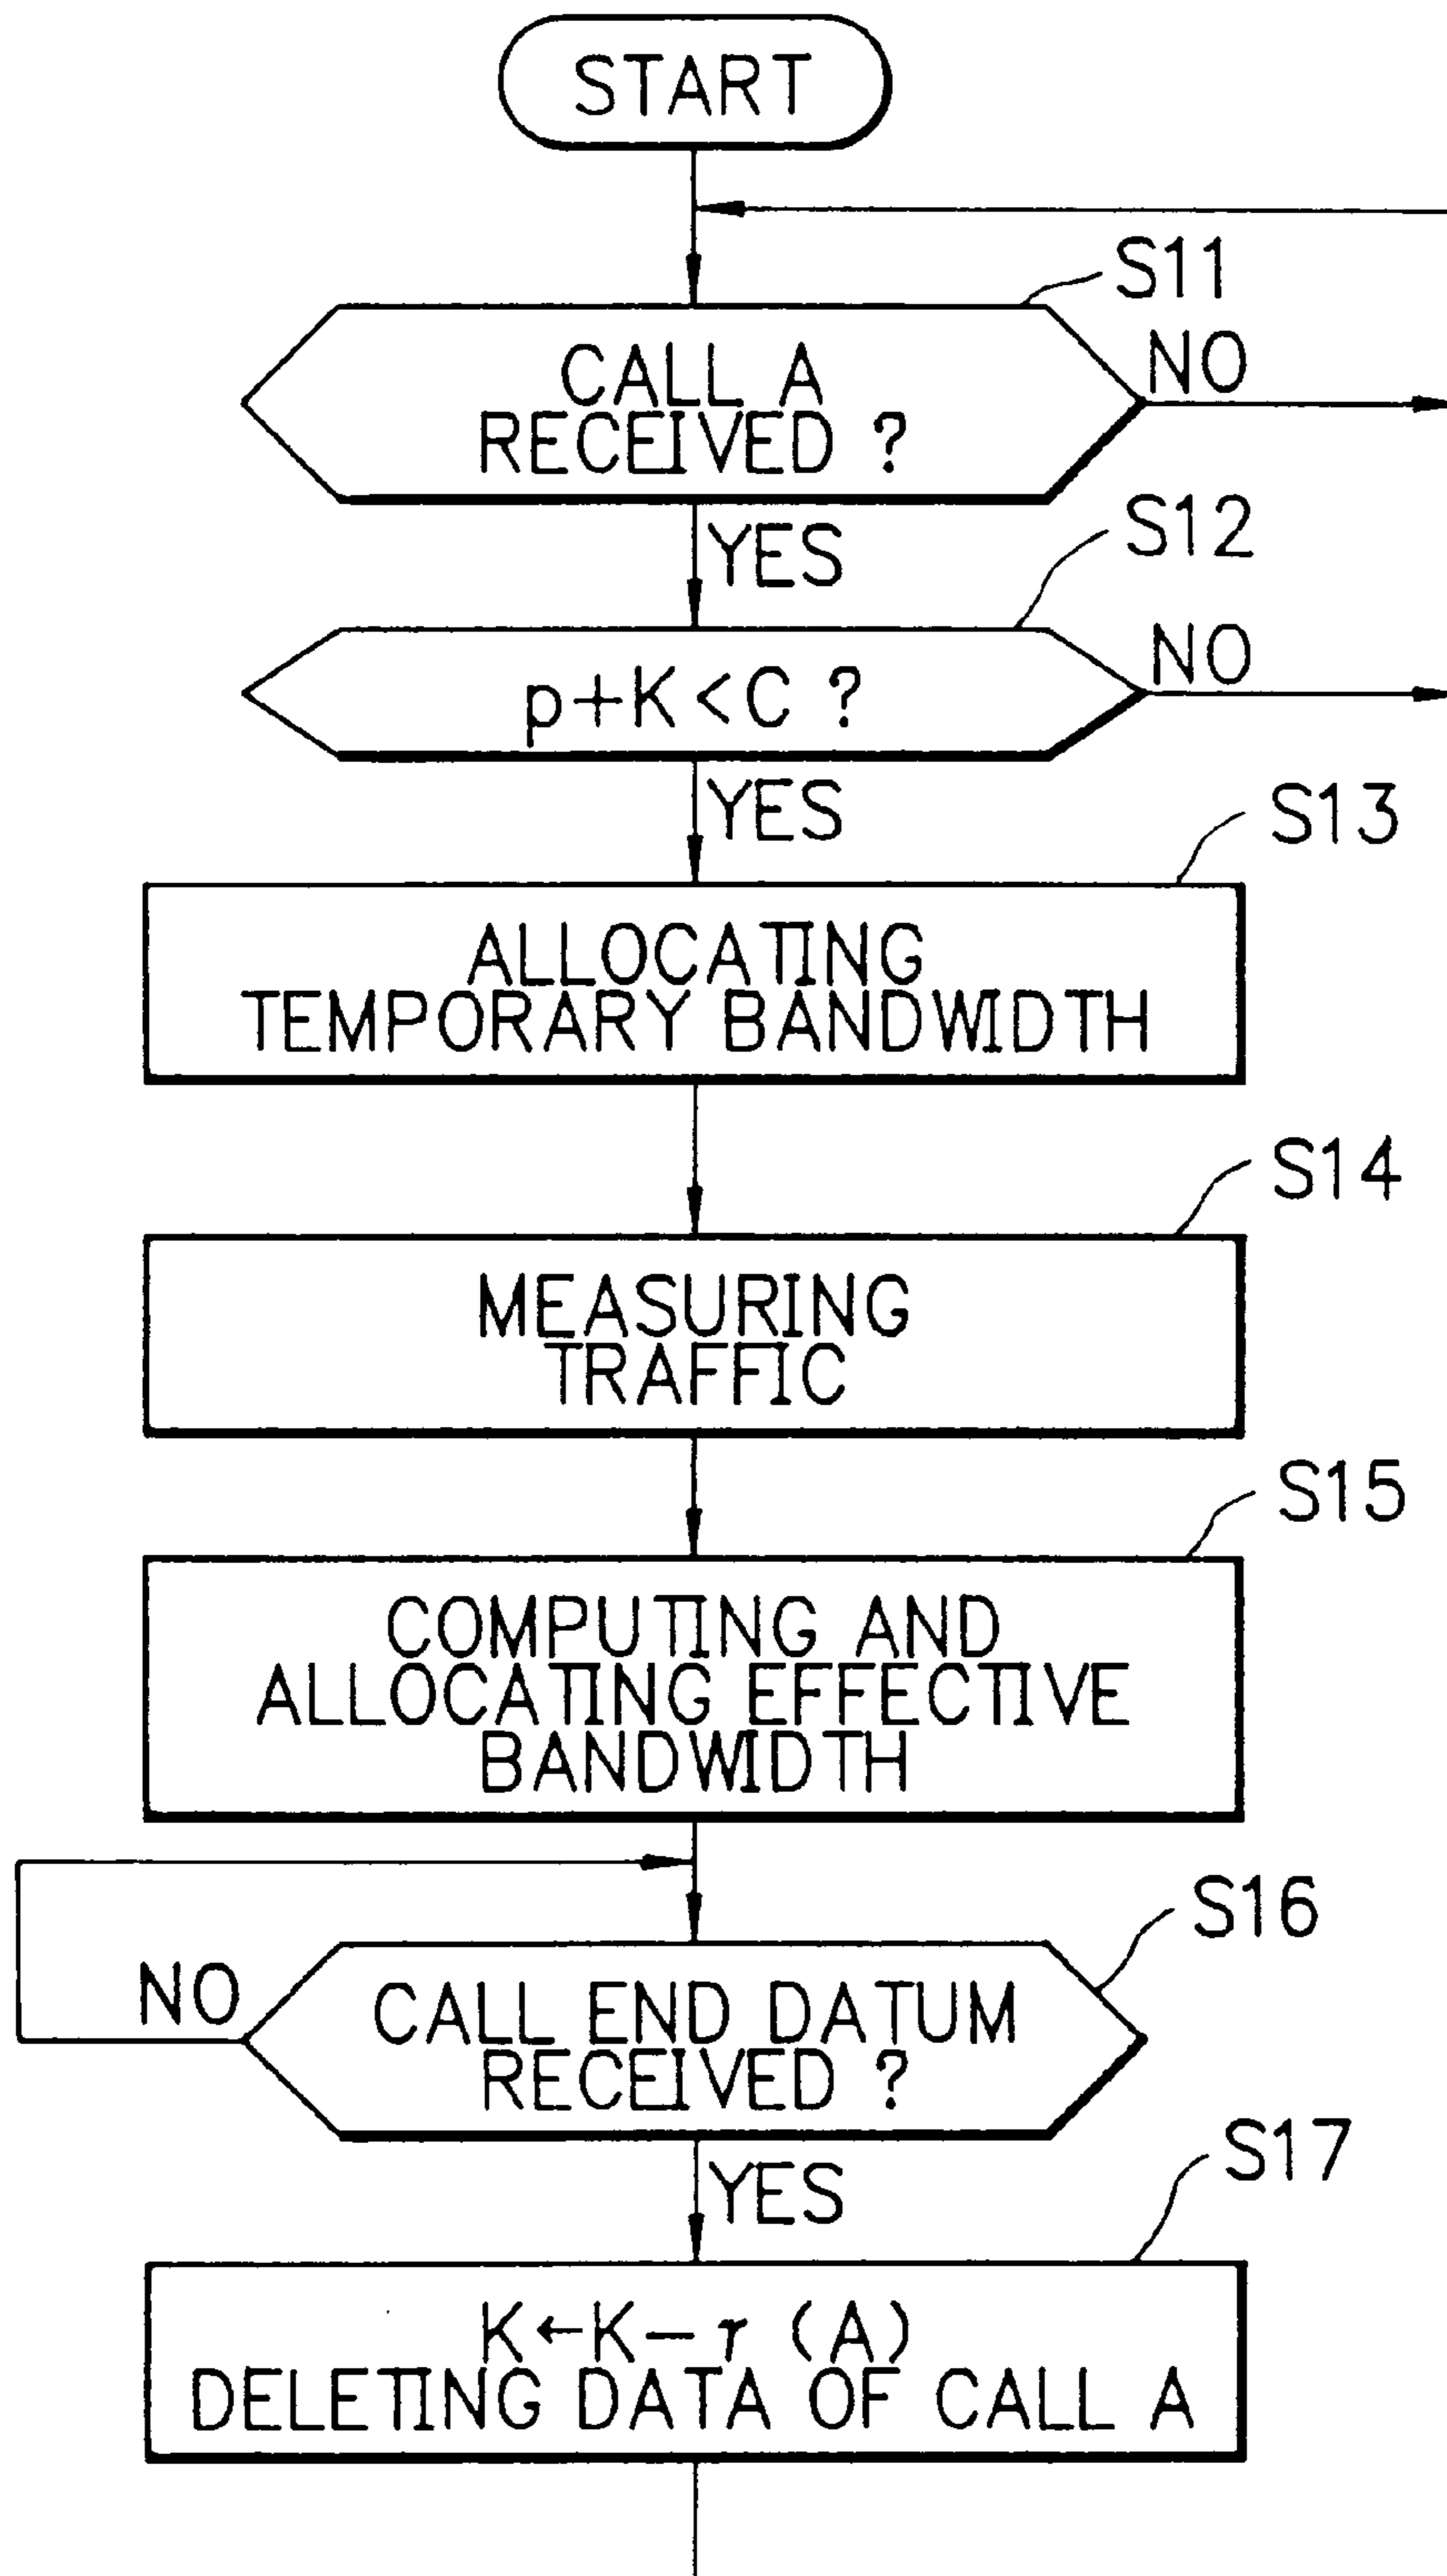 START
S11
CALL A
RECEIVED ?
NO
YES
S12
p+K<C ?
NO
YES
S13
ALLOCATING
TEMPORARY BANDWIDTH
S14
MEASURING
TRAFFIC
S15
COMPUTING AND
ALLOCATING EFFECTIVE
BANDWIDTH
S16
NO
CALL END DATUM
RECEIVED ?
YES
S17
K←K−r (A)
DELETING DATA OF CALL A